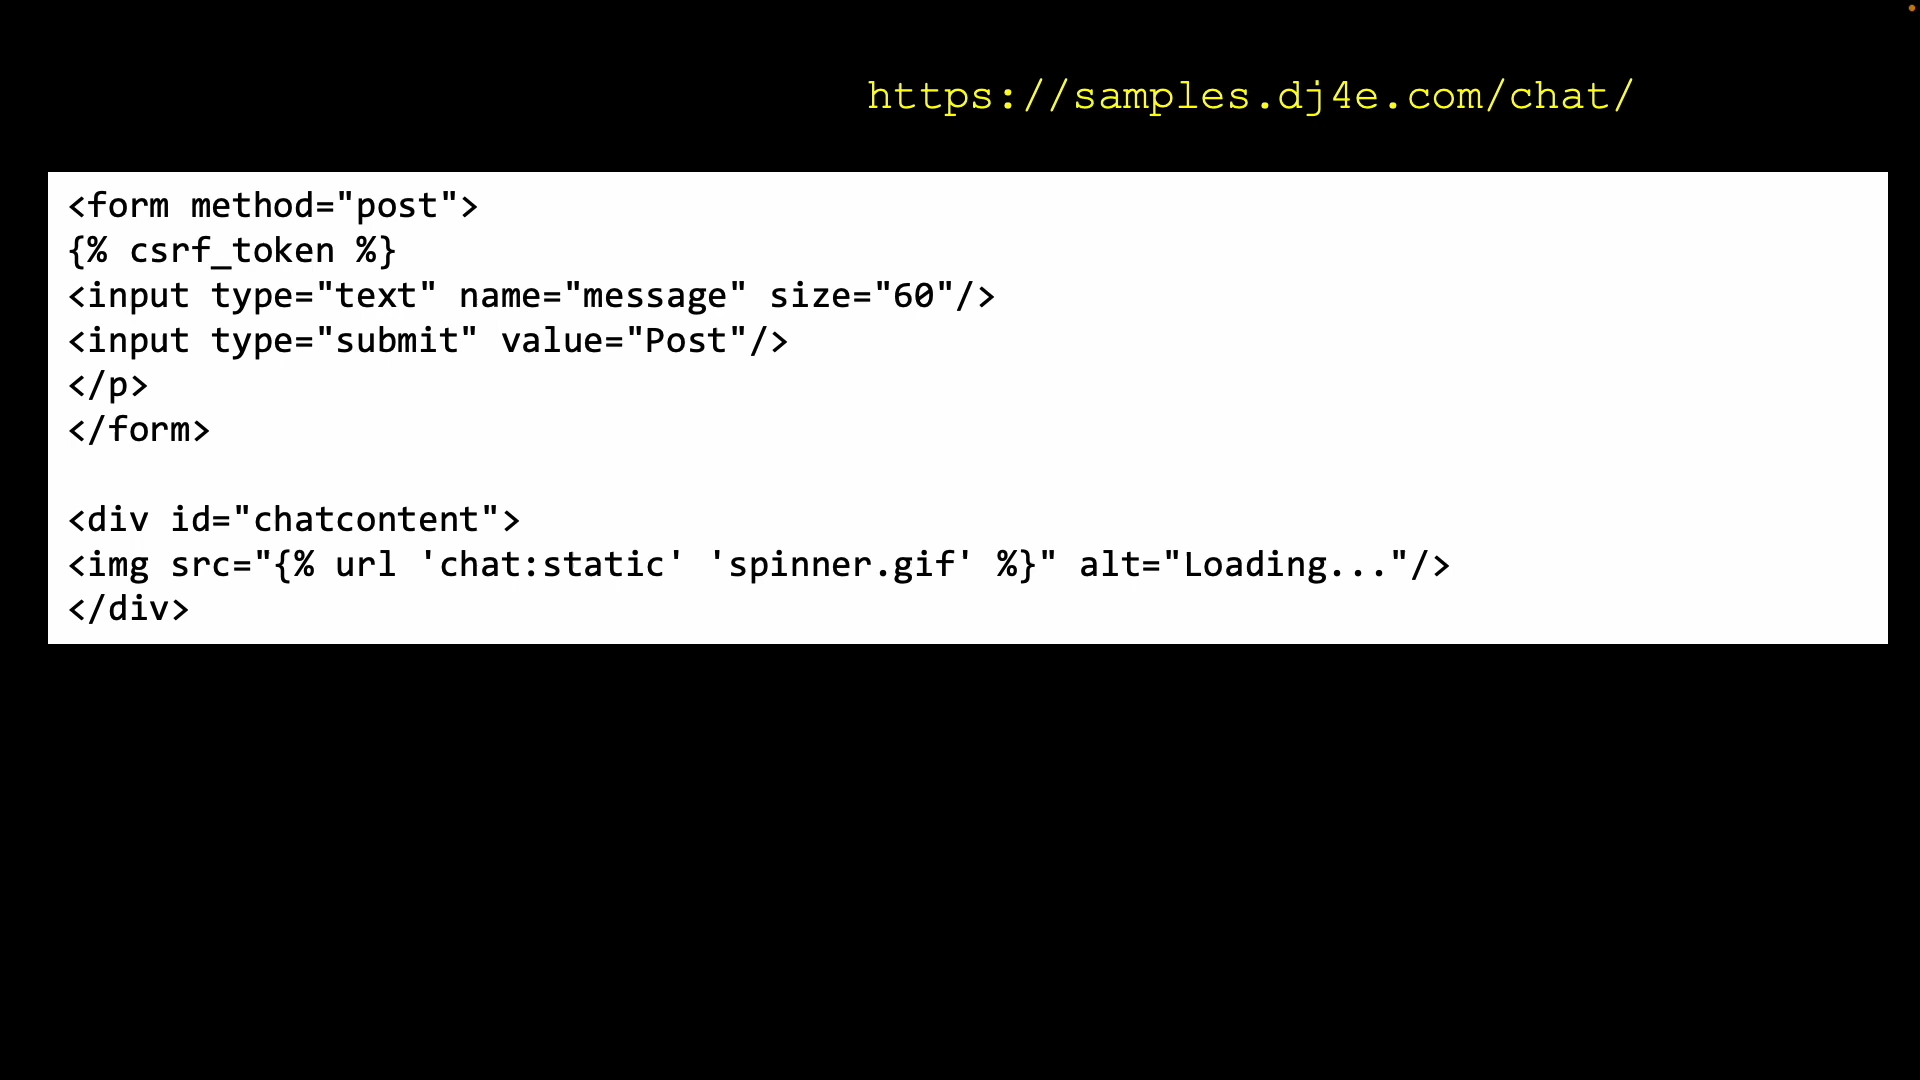 https://samples.dj4e.com/chat/
<form method="post">
{% csrf_token %}
<input type="text" name="message" size="60"/>
<input type="submit" value="Post"/>
</p>
</form>
<div id="chatcontent">
<img src="{% url 'chat:static' 'spinner.gif' %}" alt="Loading..."/>
</div>